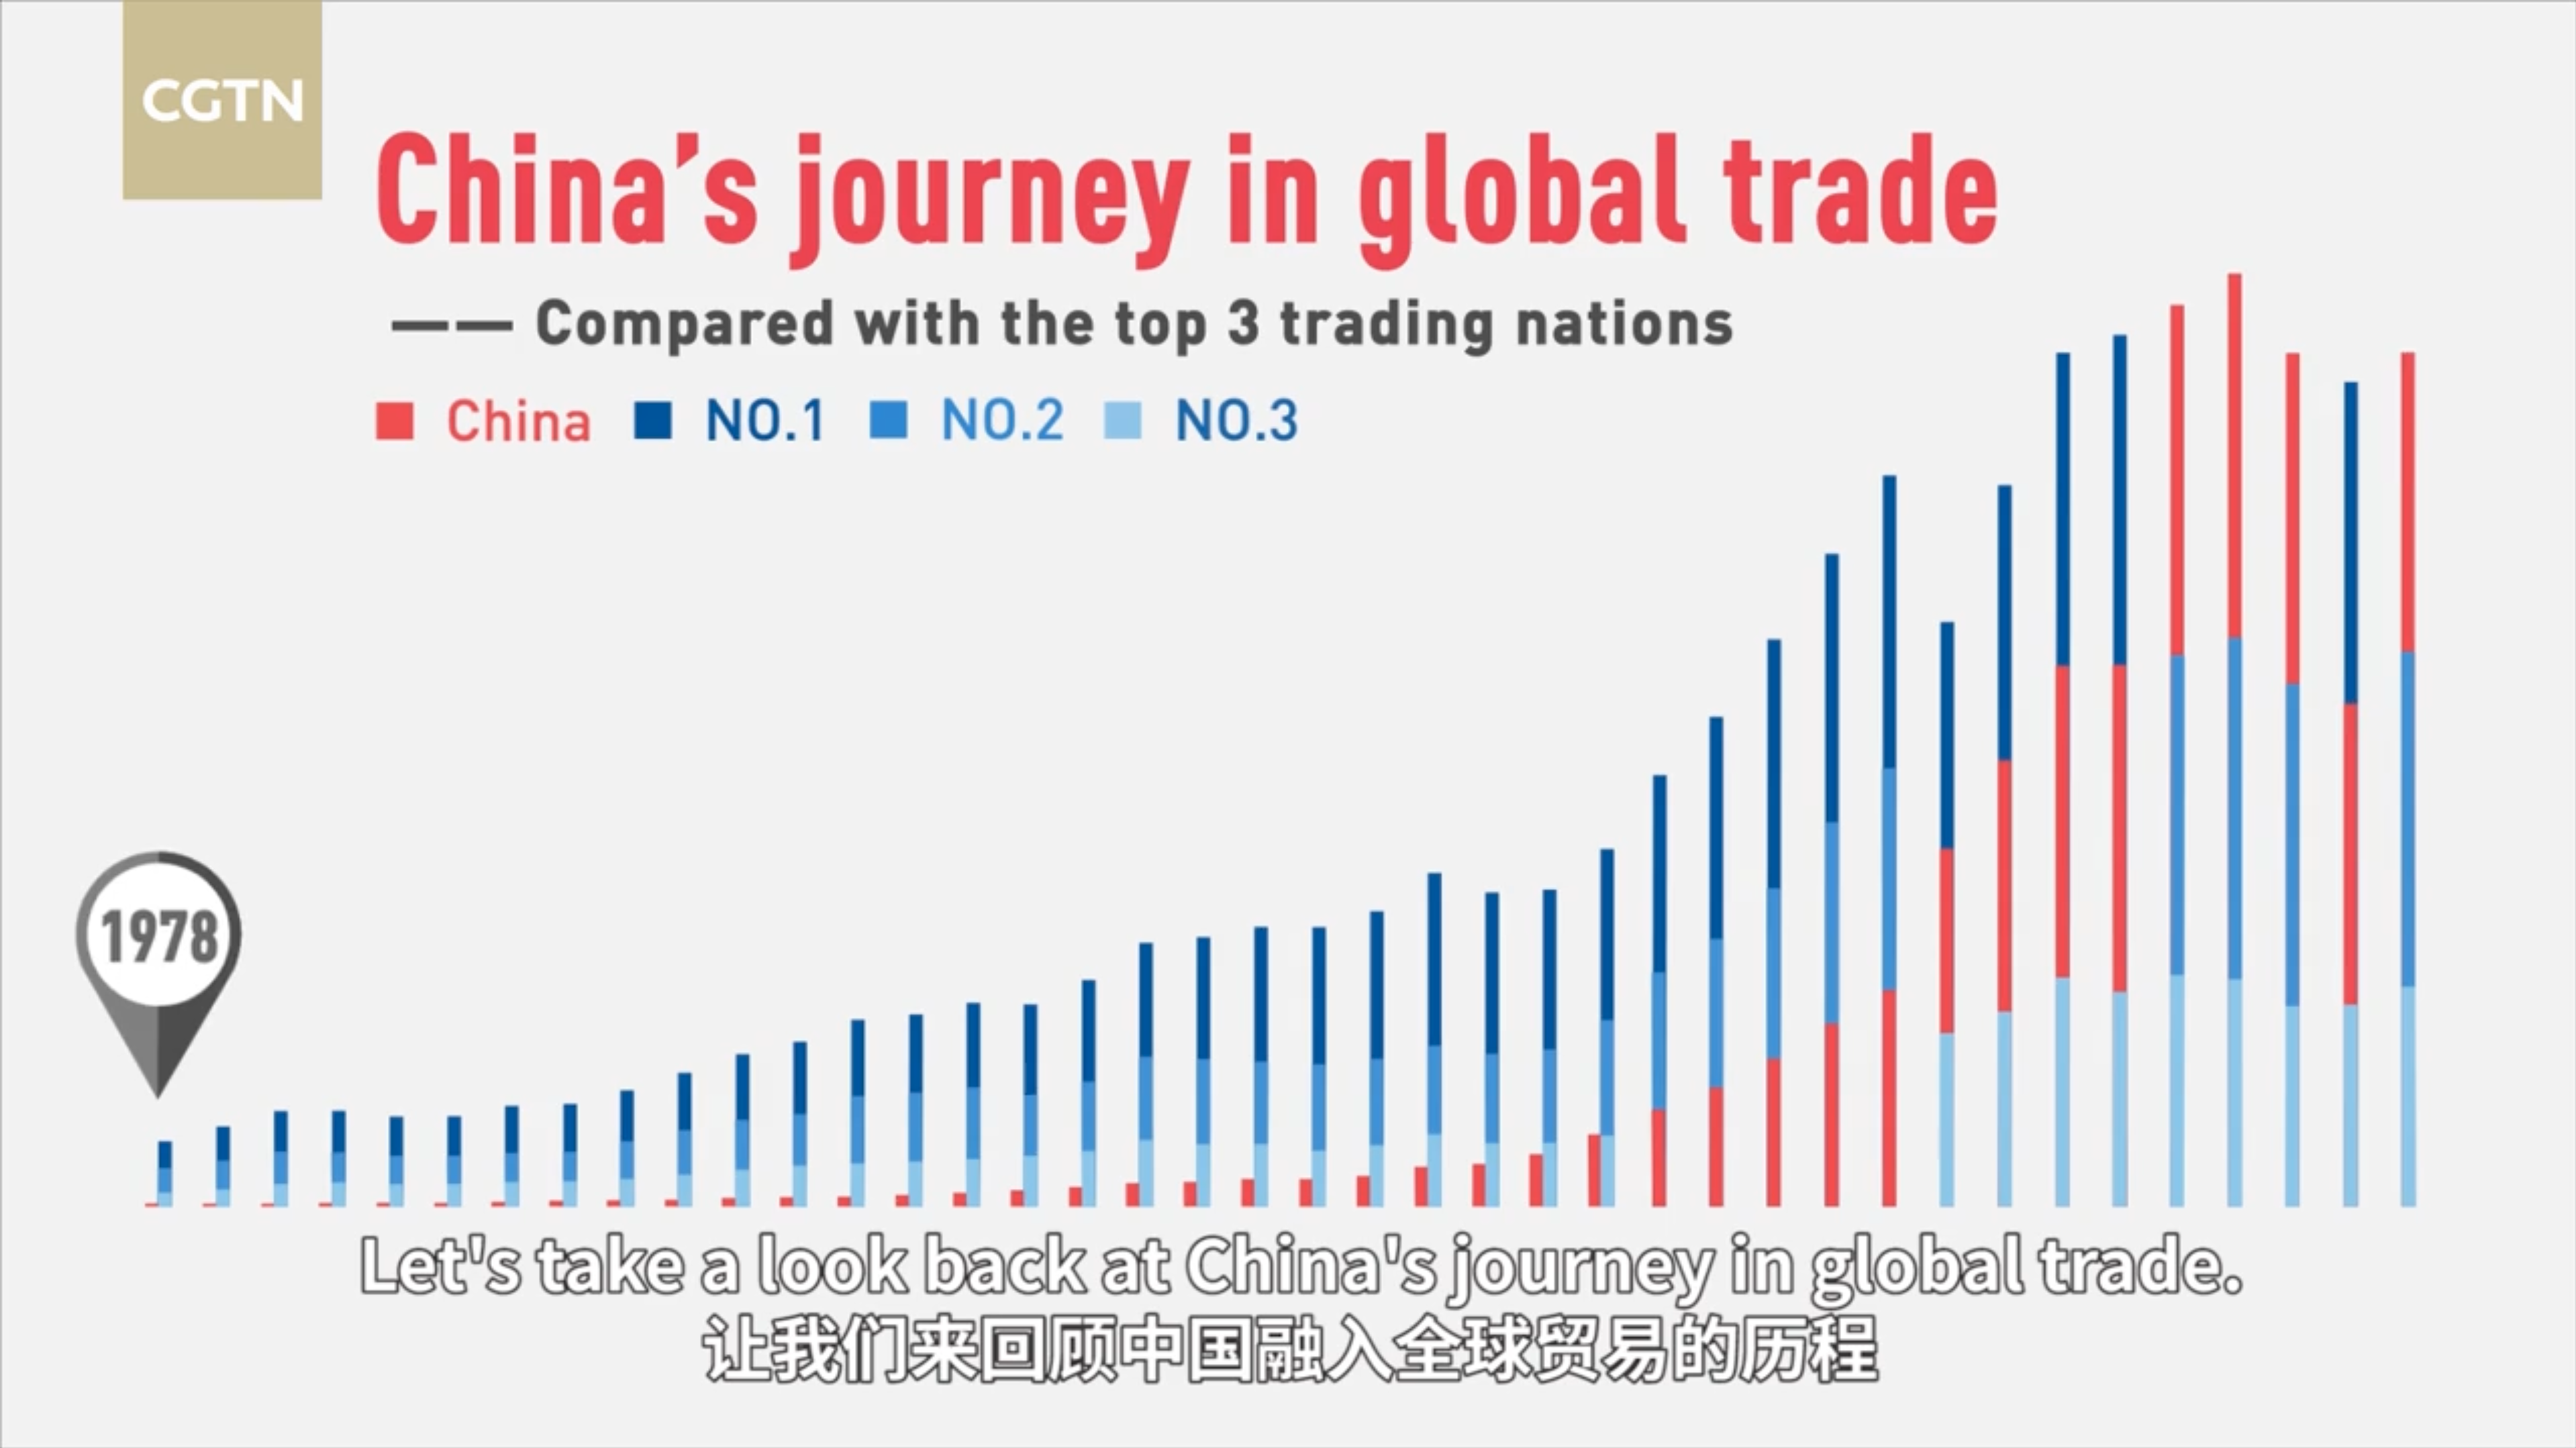 CGTN
China's journey in global trade
—— Compared with the top 3 trading nations
China NO.1 NO.2 NO.3
1978
Let's take a look back at China's journey in global trade.
让我们来回顾中国融入全球贸易的历程